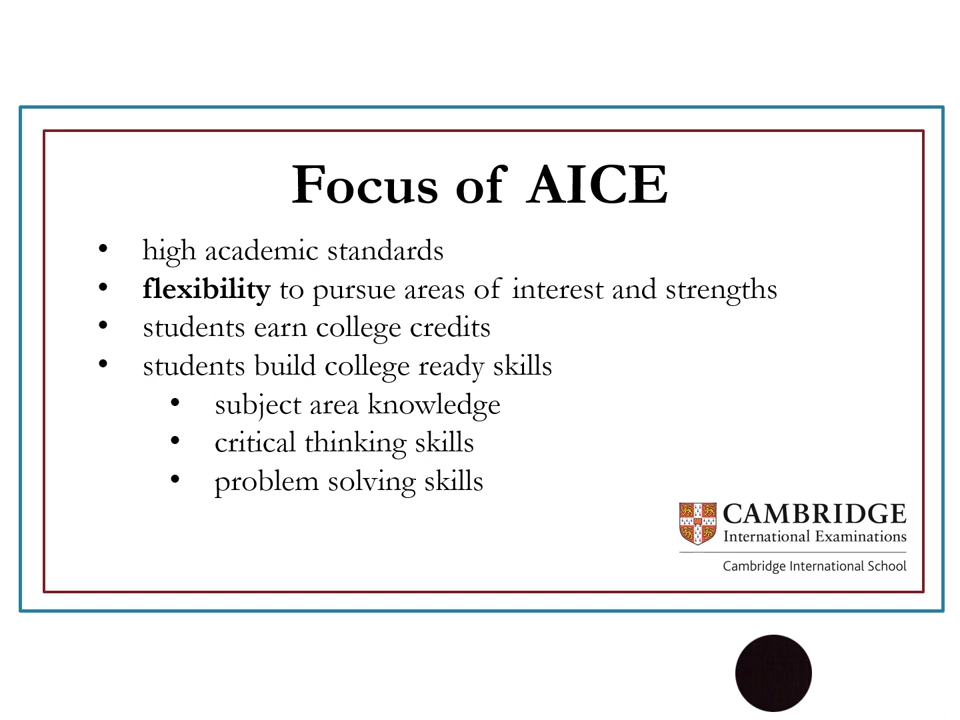 Focus of AICE
• high academic standards
• flexibility to pursue areas of interest and strengths
• students earn college credits
• students build college ready skills
• subject area knowledge
• critical thinking skills
• problem solving skills
CAMBRIDGE
International Examinations
Cambridge International School